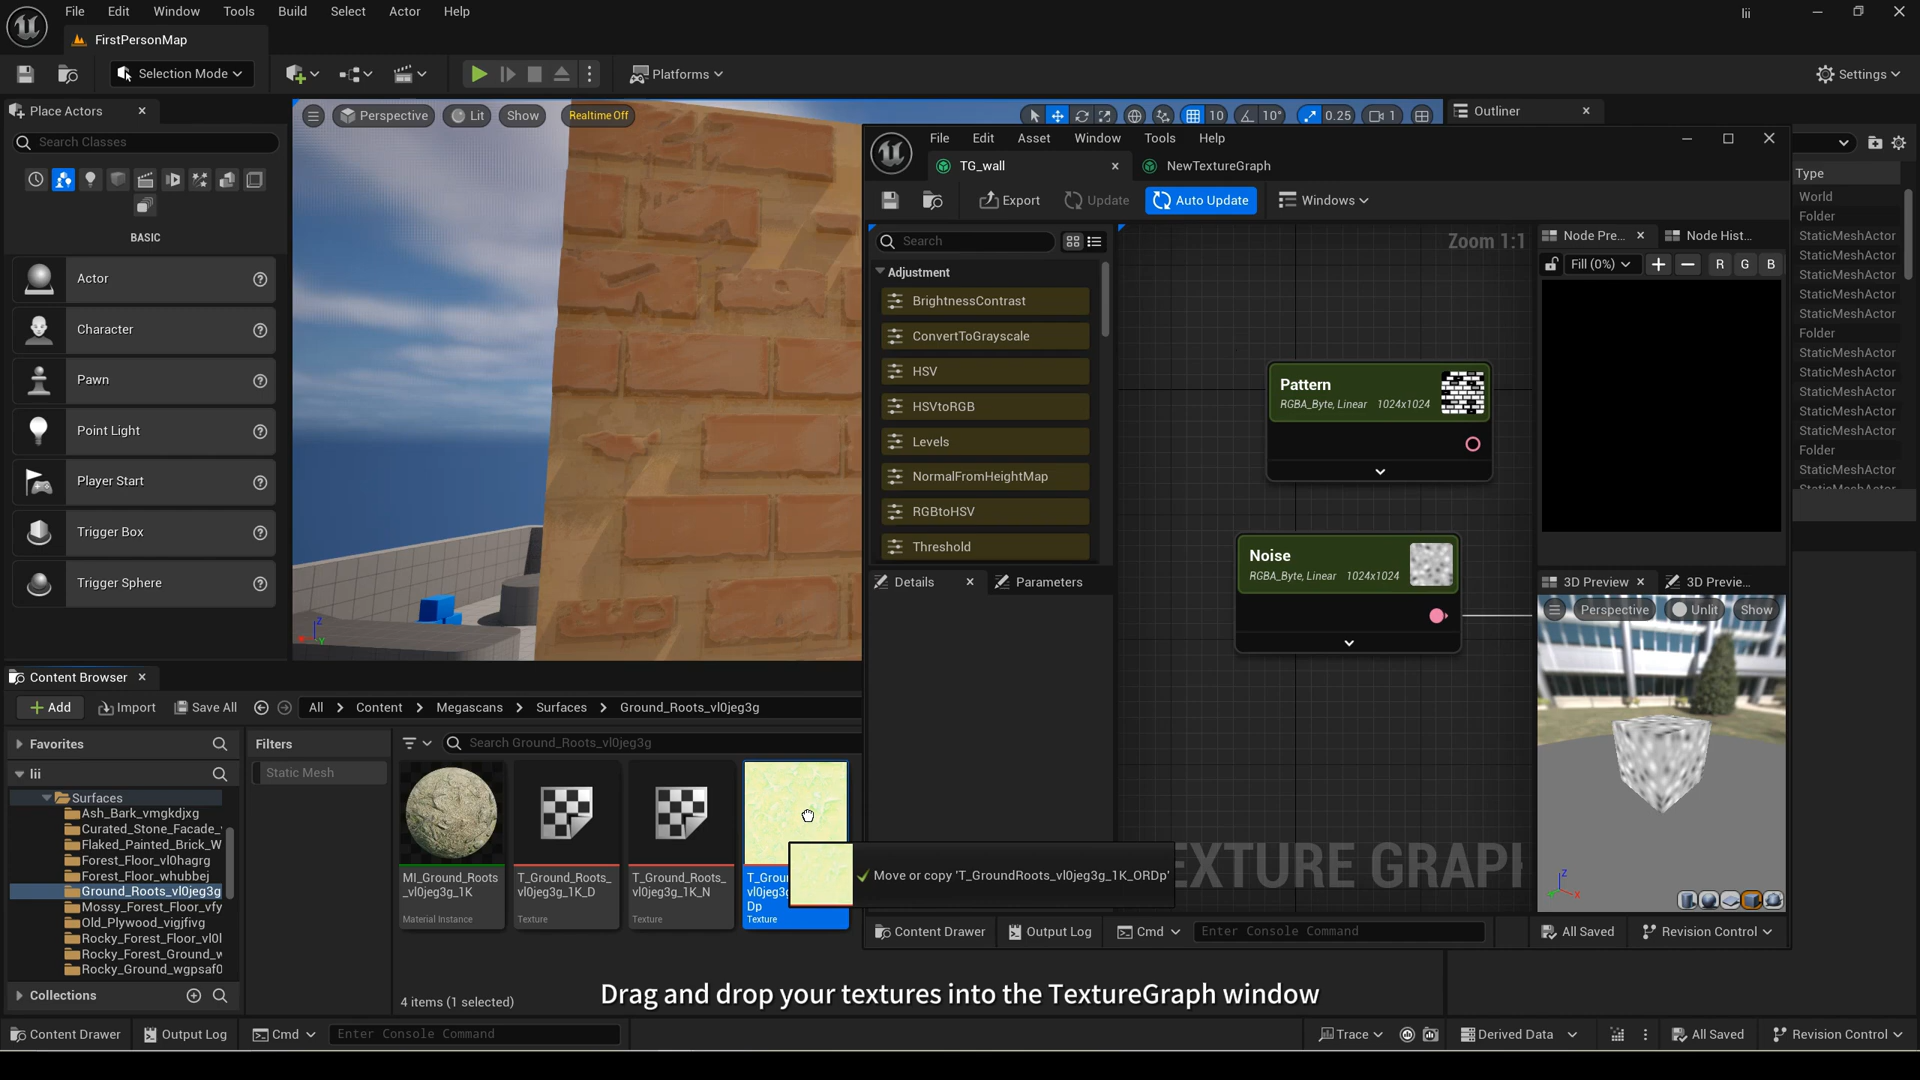 File Edit Window Tools Build Select Actor Help
lii
FirstPersonMap
Selection Mode
Platforms
Settings
Place Actors
Search Classes
BASIC
Actor
Character
Pawn
Point Light
Player Start
Trigger Box
Trigger Sphere
Perspective Lit Show Realtime Off
10 10° 0.25 1
Outliner
Type
World
Folder
StaticMeshActor
StaticMeshActor
StaticMeshActor
StaticMeshActor
StaticMeshActor
Folder
StaticMeshActor
StaticMeshActor
StaticMeshActor
StaticMeshActor
StaticMeshActor
Folder
StaticMeshActor
StaticMeshActor
File Edit Asset Window Tools Help
TG_wall
NewTextureGraph
Export Update Auto Update Windows
Search
Adjustment
BrightnessContrast
ConvertToGrayscale
HSV
HSVtoRGB
Levels
NormalFromHeightMap
RGBtoHSV
Threshold
Details Parameters
Zoom 1:1
Pattern
RGBA_Byte, Linear 1024x1024
Noise
RGBA_Byte, Linear 1024x1024
EXTURE GRAP
Node Pre... Node Hist...
Fill (0%) R G B
3D Preview 3D Previe...
Perspective Unlit Show
Content Drawer Output Log Cmd Enter Console Command
All Saved Revision Control
Content Browser
Add Import Save All
All > Content > Megascans > Surfaces > Ground_Roots_vl0jeg3g
Favorites
lii
Surfaces
Ash_Bark_vmgkdjxg
Curated_Stone_Facade_
Flaked_Painted_Brick_W
Forest_Floor_vl0hagrg
Forest_Floor_whubbej
Ground_Roots_vl0jeg3g
Mossy_Forest_Floor_vfy
Old_Plywood_vigjfivg
Rocky_Forest_Floor_vl0l
Rocky_Forest_Ground_w
Rocky_Ground_wgpsaf0
Collections
Filters
Static Mesh
Search Ground_Roots_vl0jeg3g
MI_Ground_Roots
_vl0jeg3g_1K
Material Instance
T_Ground_Roots_
vl0jeg3g_1K_D
Texture
T_Ground_Roots_
vl0jeg3g_1K_N
Texture
T_Grou
vl0jeg3g
Dp
Texture
Move or copy 'T_GroundRoots_vl0jeg3g_1K_ORDp'
4 items (1 selected)
Drag and drop your textures into the TextureGraph window
Content Drawer Output Log Cmd Enter Console Command
Trace Derived Data All Saved Revision Control